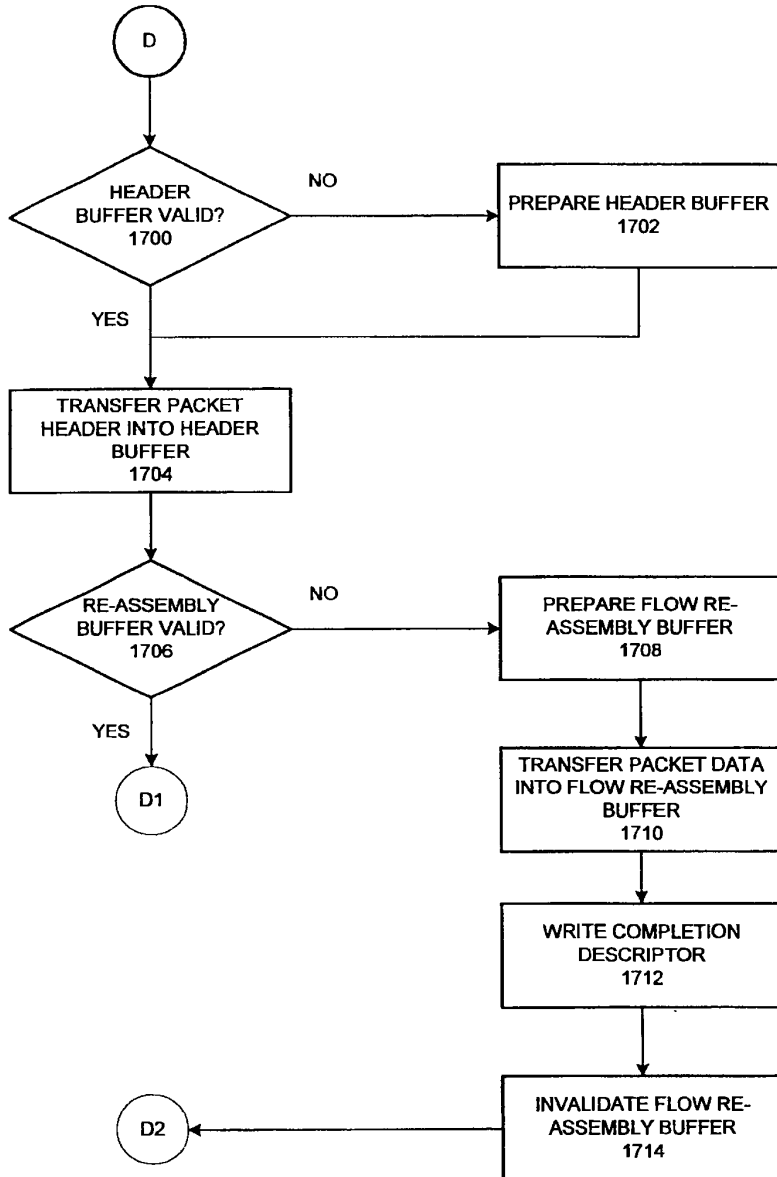 D
HEADER
BUFFER VALID?
1700
NO
PREPARE HEADER BUFFER
1702
YES
TRANSFER PACKET
HEADER INTO HEADER
BUFFER
1704
RE-ASSEMBLY
BUFFER VALID?
1706
NO
PREPARE FLOW RE-
ASSEMBLY BUFFER
1708
YES
D1
TRANSFER PACKET DATA
INTO FLOW RE-ASSEMBLY
BUFFER
1710
WRITE COMPLETION
DESCRIPTOR
1712
INVALIDATE FLOW RE-
ASSEMBLY BUFFER
1714
D2